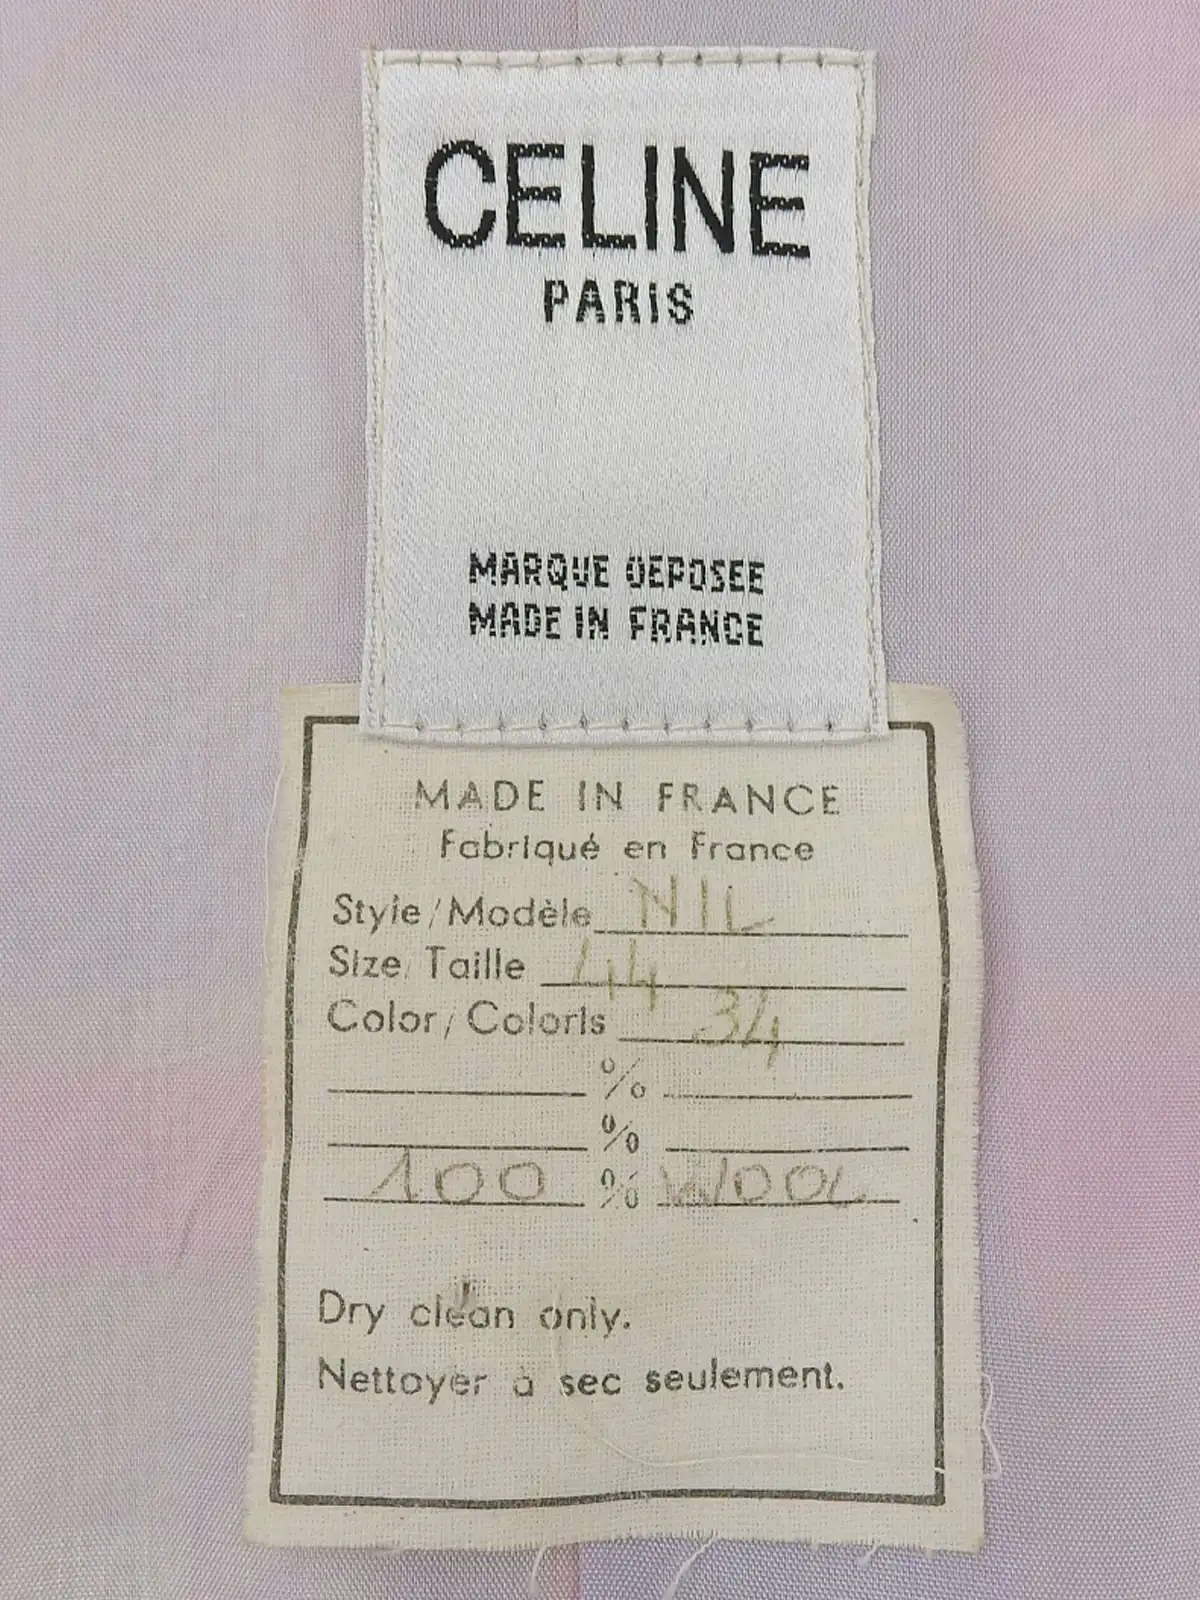 CELINE
PARIS
MARQUE DEPOSEE
MADE IN FRANCE
MADE IN FRANCE
Fabriqué en France
Style/Modèle NIL
Size/Taille 44
Color/Coloris 34
%
%
100 % WOOL
Dry clean only.
Nettoyer à sec seulement.